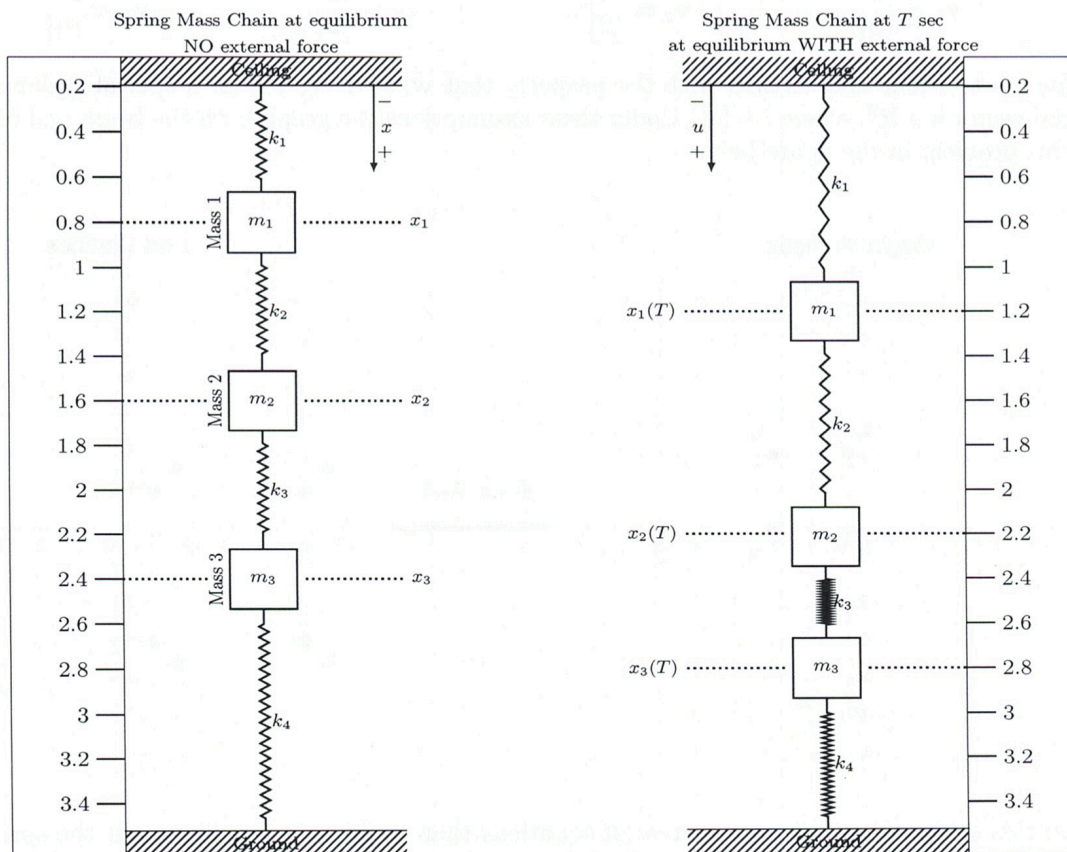 Spring Mass Chain at equilibrium
NO external force
Ceiling
0.2
0.4
0.6
0.8
1
1.2
1.4
1.6
1.8
2
2.2
2.4
2.6
2.8
3
3.2
3.4
−
x
+
k₁
Mass 1
m₁
x₁
k₂
Mass 2
m₂
x₂
k₃
Mass 3
m₃
x₃
k₄
Ground
Spring Mass Chain at T sec
at equilibrium WITH external force
Ceiling
−
u
+
k₁
x₁(T)
m₁
k₂
x₂(T)
m₂
k₃
x₃(T)
m₃
k₄
Ground
0.2
0.4
0.6
0.8
1
1.2
1.4
1.6
1.8
2
2.2
2.4
2.6
2.8
3
3.2
3.4